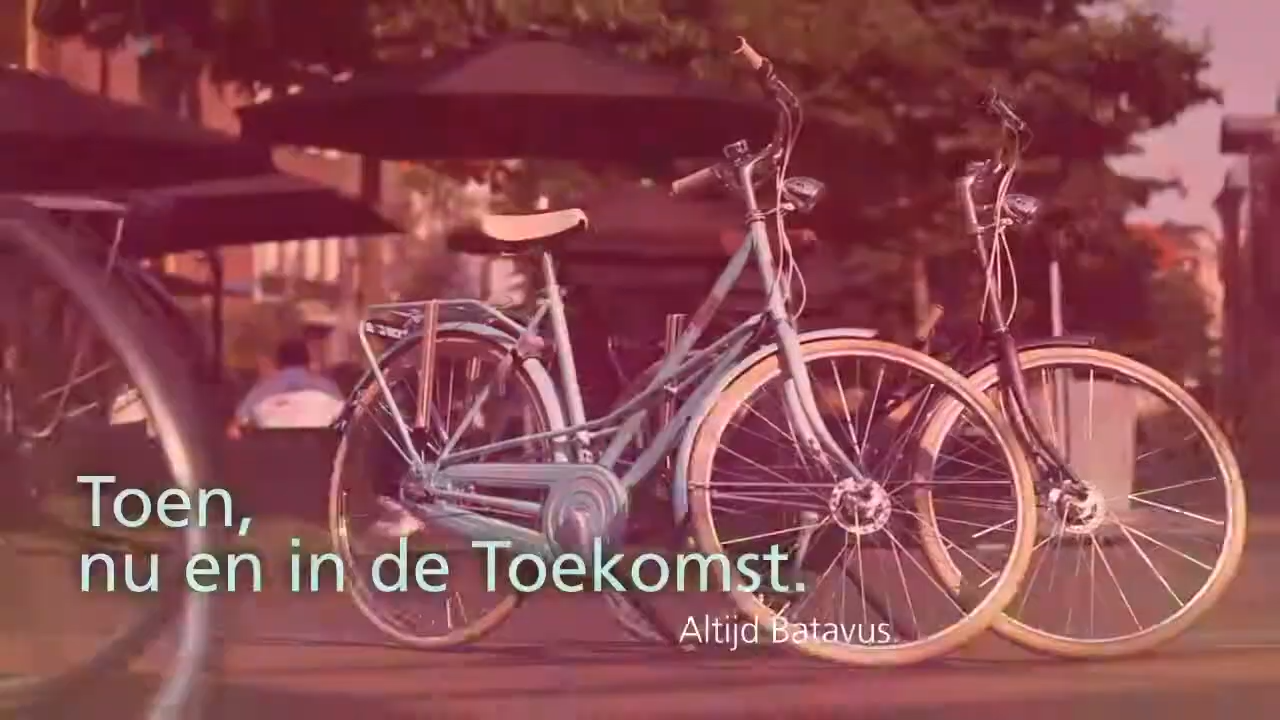 Toen,
nu en in de Toekomst.
Altijd Batavus.